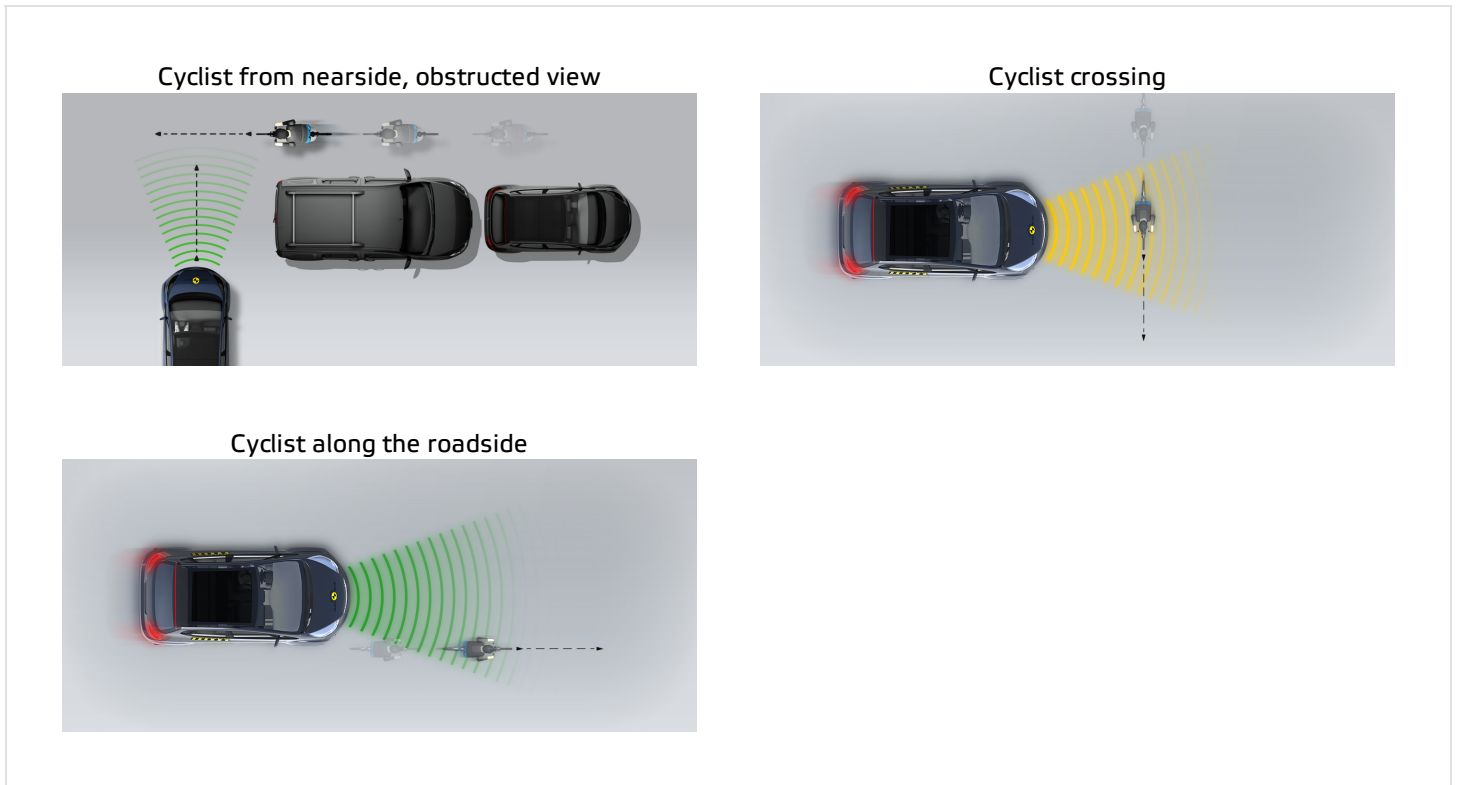 Cyclist from nearside, obstructed view
Cyclist crossing
Cyclist along the roadside